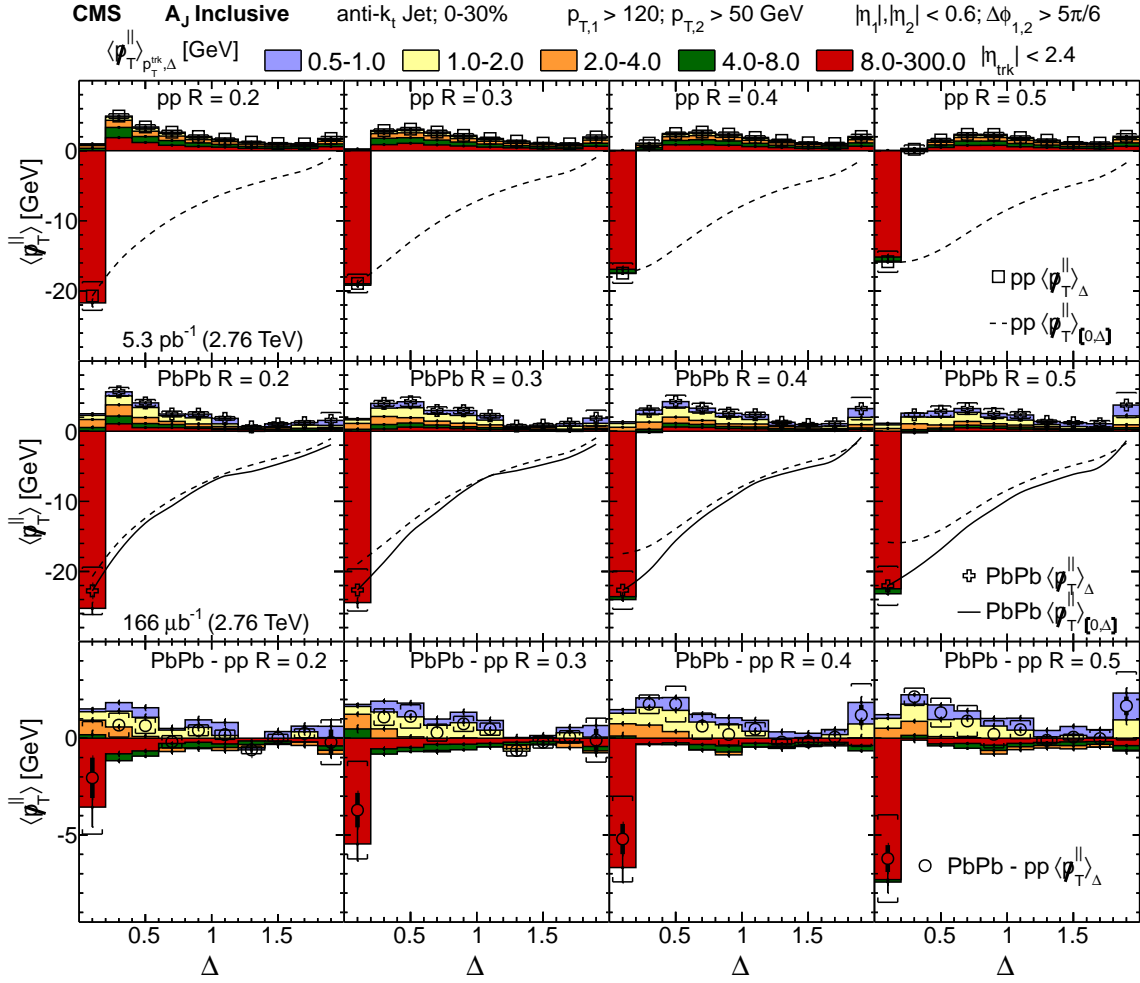 CMS A_J Inclusive anti-k_t Jet; 0-30% p_{T,1} > 120; p_{T,2} > 50 GeV |η_1|,|η_2| < 0.6; Δϕ_{1,2} > 5π/6
⟨p̸_T^{||}⟩_{p_T^{trk},Δ} [GeV] 0.5-1.0 1.0-2.0 2.0-4.0 4.0-8.0 8.0-300.0 |η_{trk}| < 2.4
pp R = 0.2 pp R = 0.3 pp R = 0.4 pp R = 0.5
0
-10
-20
⟨p̸_T^{||}⟩ [GeV]
pp ⟨p̸_T^{||}⟩_Δ
pp ⟨p̸_T^{||}⟩_{[0,Δ]}
5.3 pb^{-1} (2.76 TeV)
PbPb R = 0.2 PbPb R = 0.3 PbPb R = 0.4 PbPb R = 0.5
0
-10
-20
⟨p̸_T^{||}⟩ [GeV]
PbPb ⟨p̸_T^{||}⟩_Δ
PbPb ⟨p̸_T^{||}⟩_{[0,Δ]}
166 μb^{-1} (2.76 TeV)
PbPb - pp R = 0.2 PbPb - pp R = 0.3 PbPb - pp R = 0.4 PbPb - pp R = 0.5
0
-5
⟨p̸_T^{||}⟩ [GeV]
PbPb - pp ⟨p̸_T^{||}⟩_Δ
0.5 1 1.5 0.5 1 1.5 0.5 1 1.5 0.5 1 1.5
Δ Δ Δ Δ